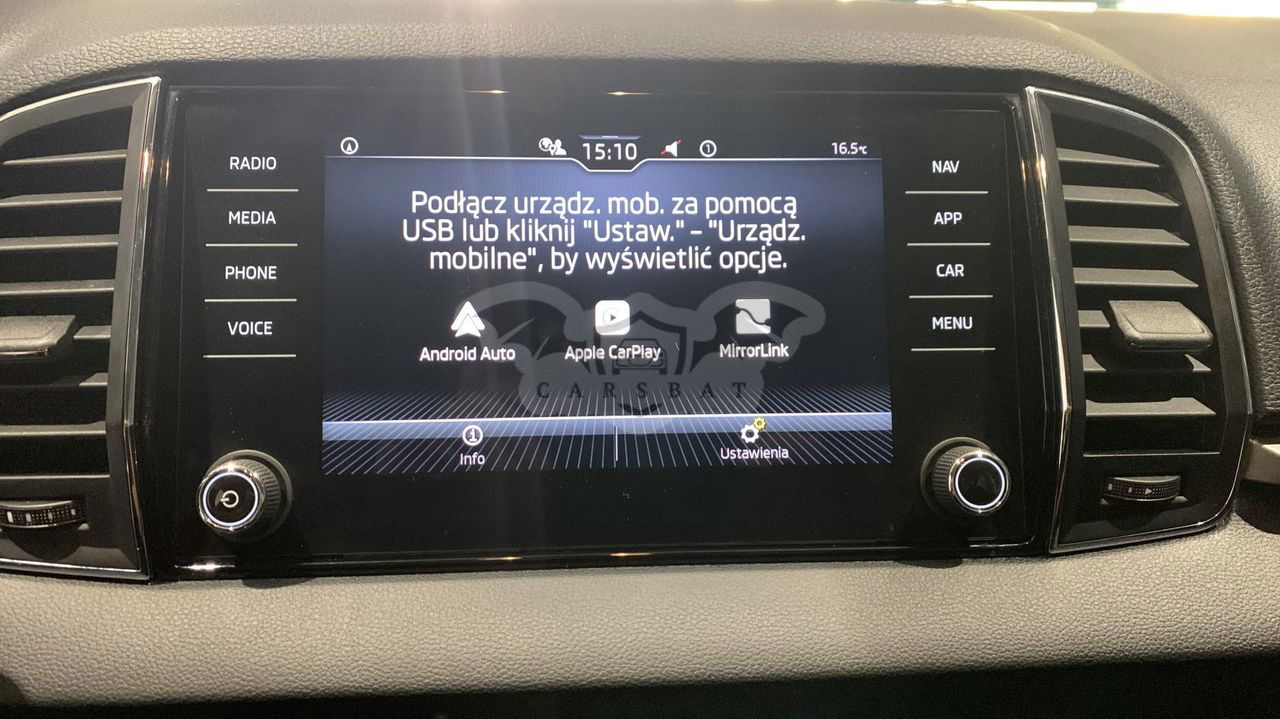 RADIO
MEDIA
PHONE
VOICE
15:10
1
16.5°C
Podłącz urządz. mob. za pomocą
USB lub kliknij "Ustaw." - "Urządz.
mobilne", by wyświetlić opcje.
Android Auto
Apple CarPlay
MirrorLink
CARSBAT
Info
Ustawienia
NAV
APP
CAR
MENU